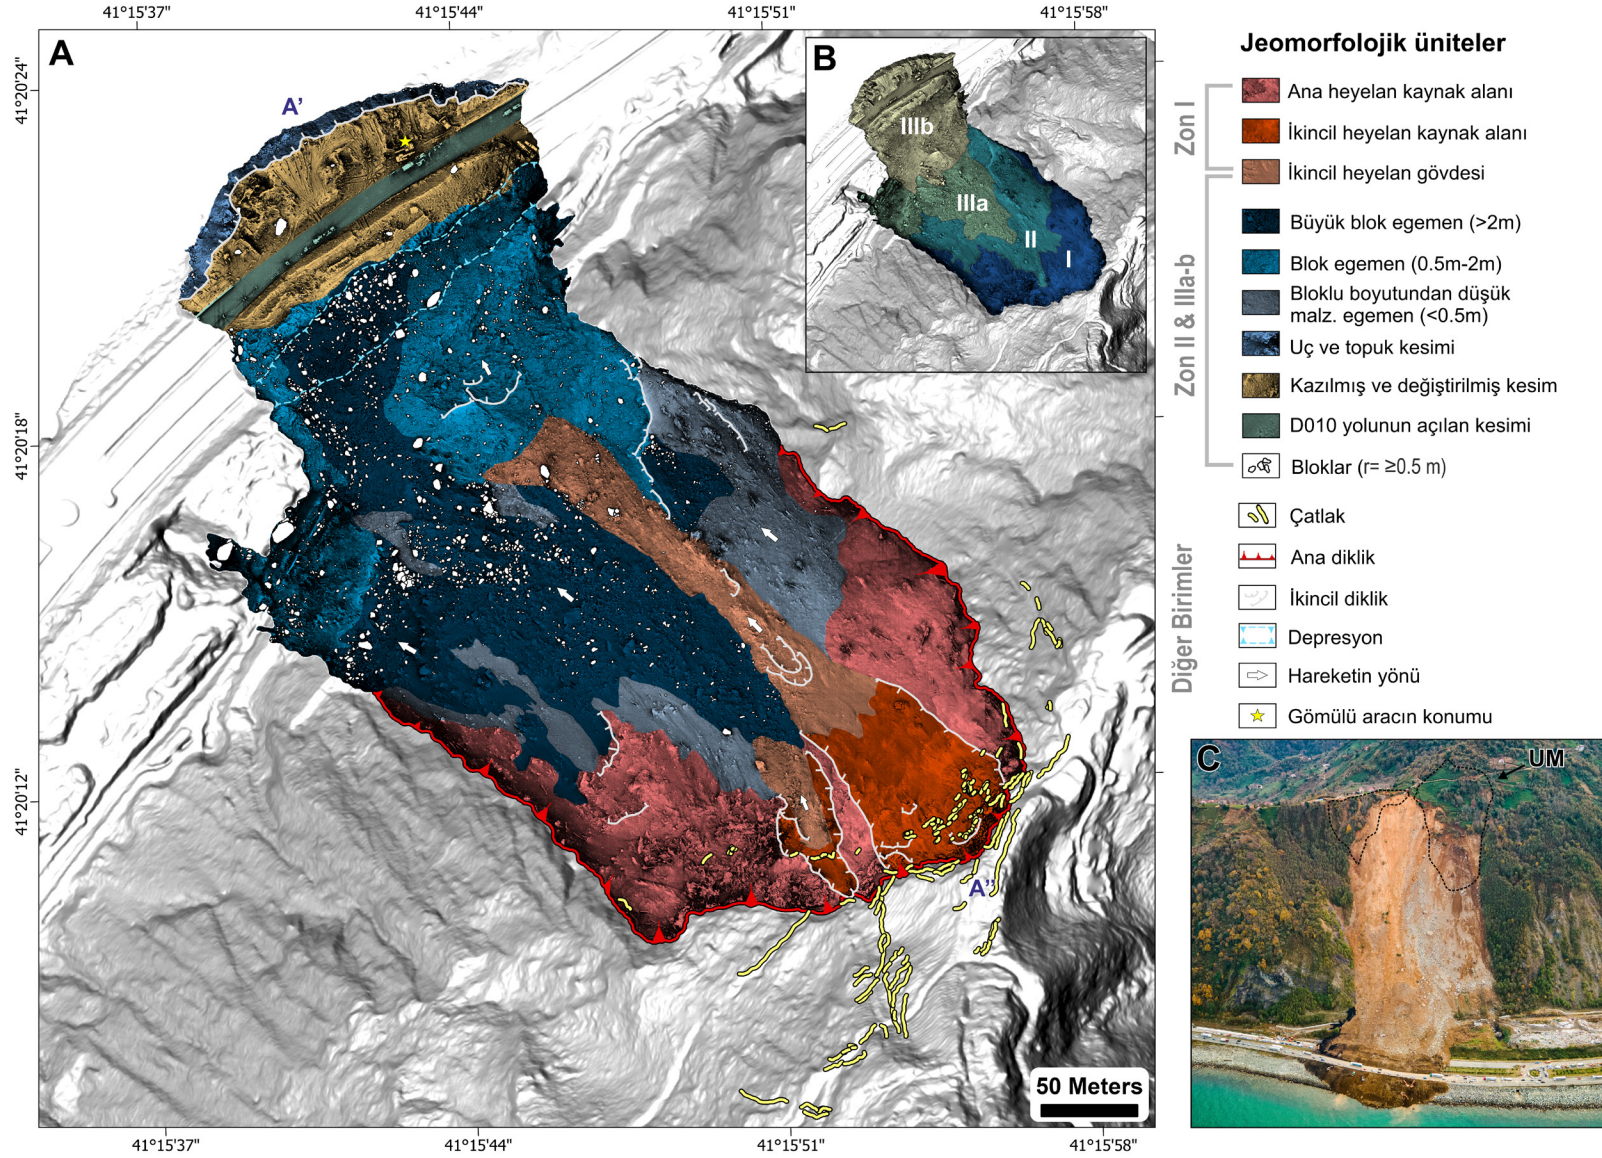 41°15'37"
41°15'44"
41°15'51"
41°15'58"
41°20'24"
41°20'18"
41°20'12"
A
A'
A''
B
IIIb
IIIa
II
I
50 Meters
41°15'37"
41°15'44"
41°15'51"
41°15'58"
Jeomorfolojik üniteler
Zon I
Ana heyelan kaynak alanı
İkincil heyelan kaynak alanı
İkincil heyelan gövdesi
Zon II & IIIa-b
Büyük blok egemen (>2m)
Blok egemen (0.5m-2m)
Bloklu boyutundan düşük
malz. egemen (<0.5m)
Uç ve topuk kesimi
Kazılmış ve değiştirilmiş kesim
D010 yolunun açılan kesimi
Bloklar (r= ≥0.5 m)
Diğer Birimler
Çatlak
Ana diklik
İkincil diklik
Depresyon
Hareketin yönü
Gömülü aracın konumu
C
UM